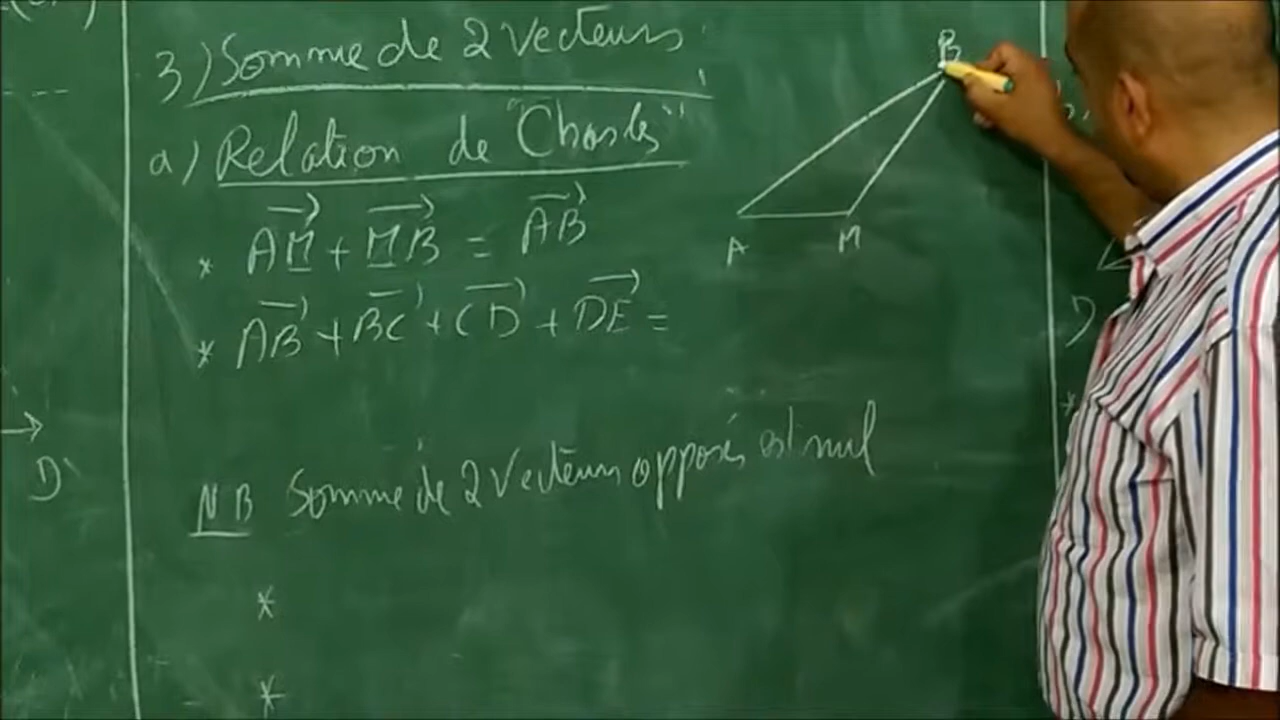 3) Somme de 2 Vecteurs
a) Relation de "Chasles"
* AM + MB = AB
* AB + BC + CD + DE =
B
A M
D
NB Somme de 2 Vecteurs opposés est nul
*
*
D